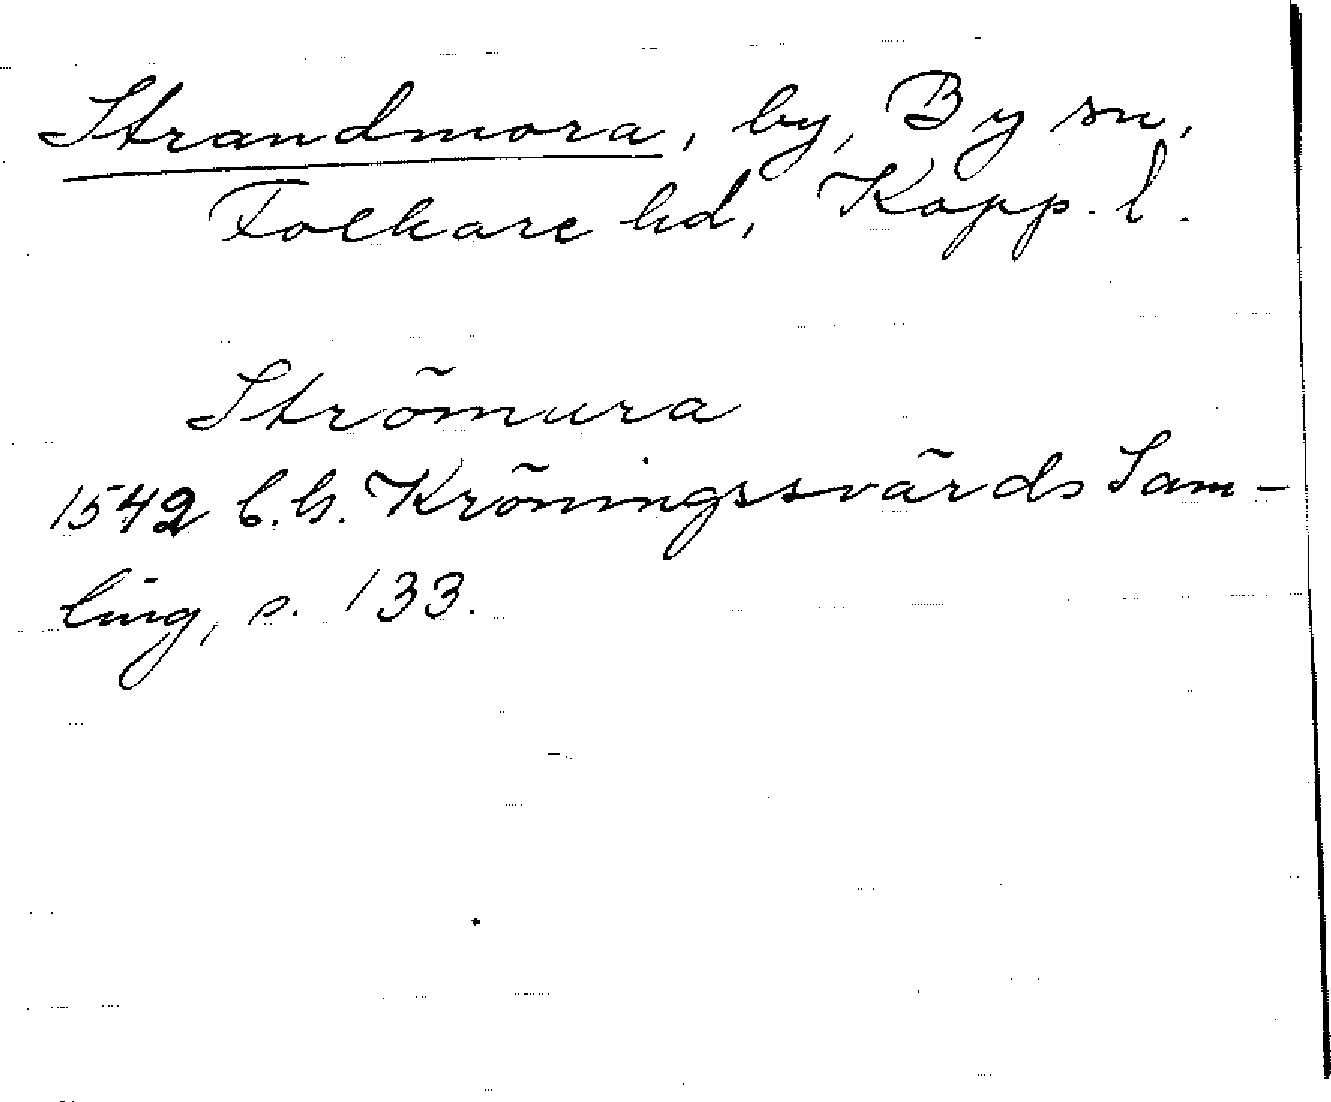 Strandmora, by, By sn,
Folkare hd, Kopp. l.
Strömura
1542 C.G. Kröningssvärds Sam-
ling, s. 133.